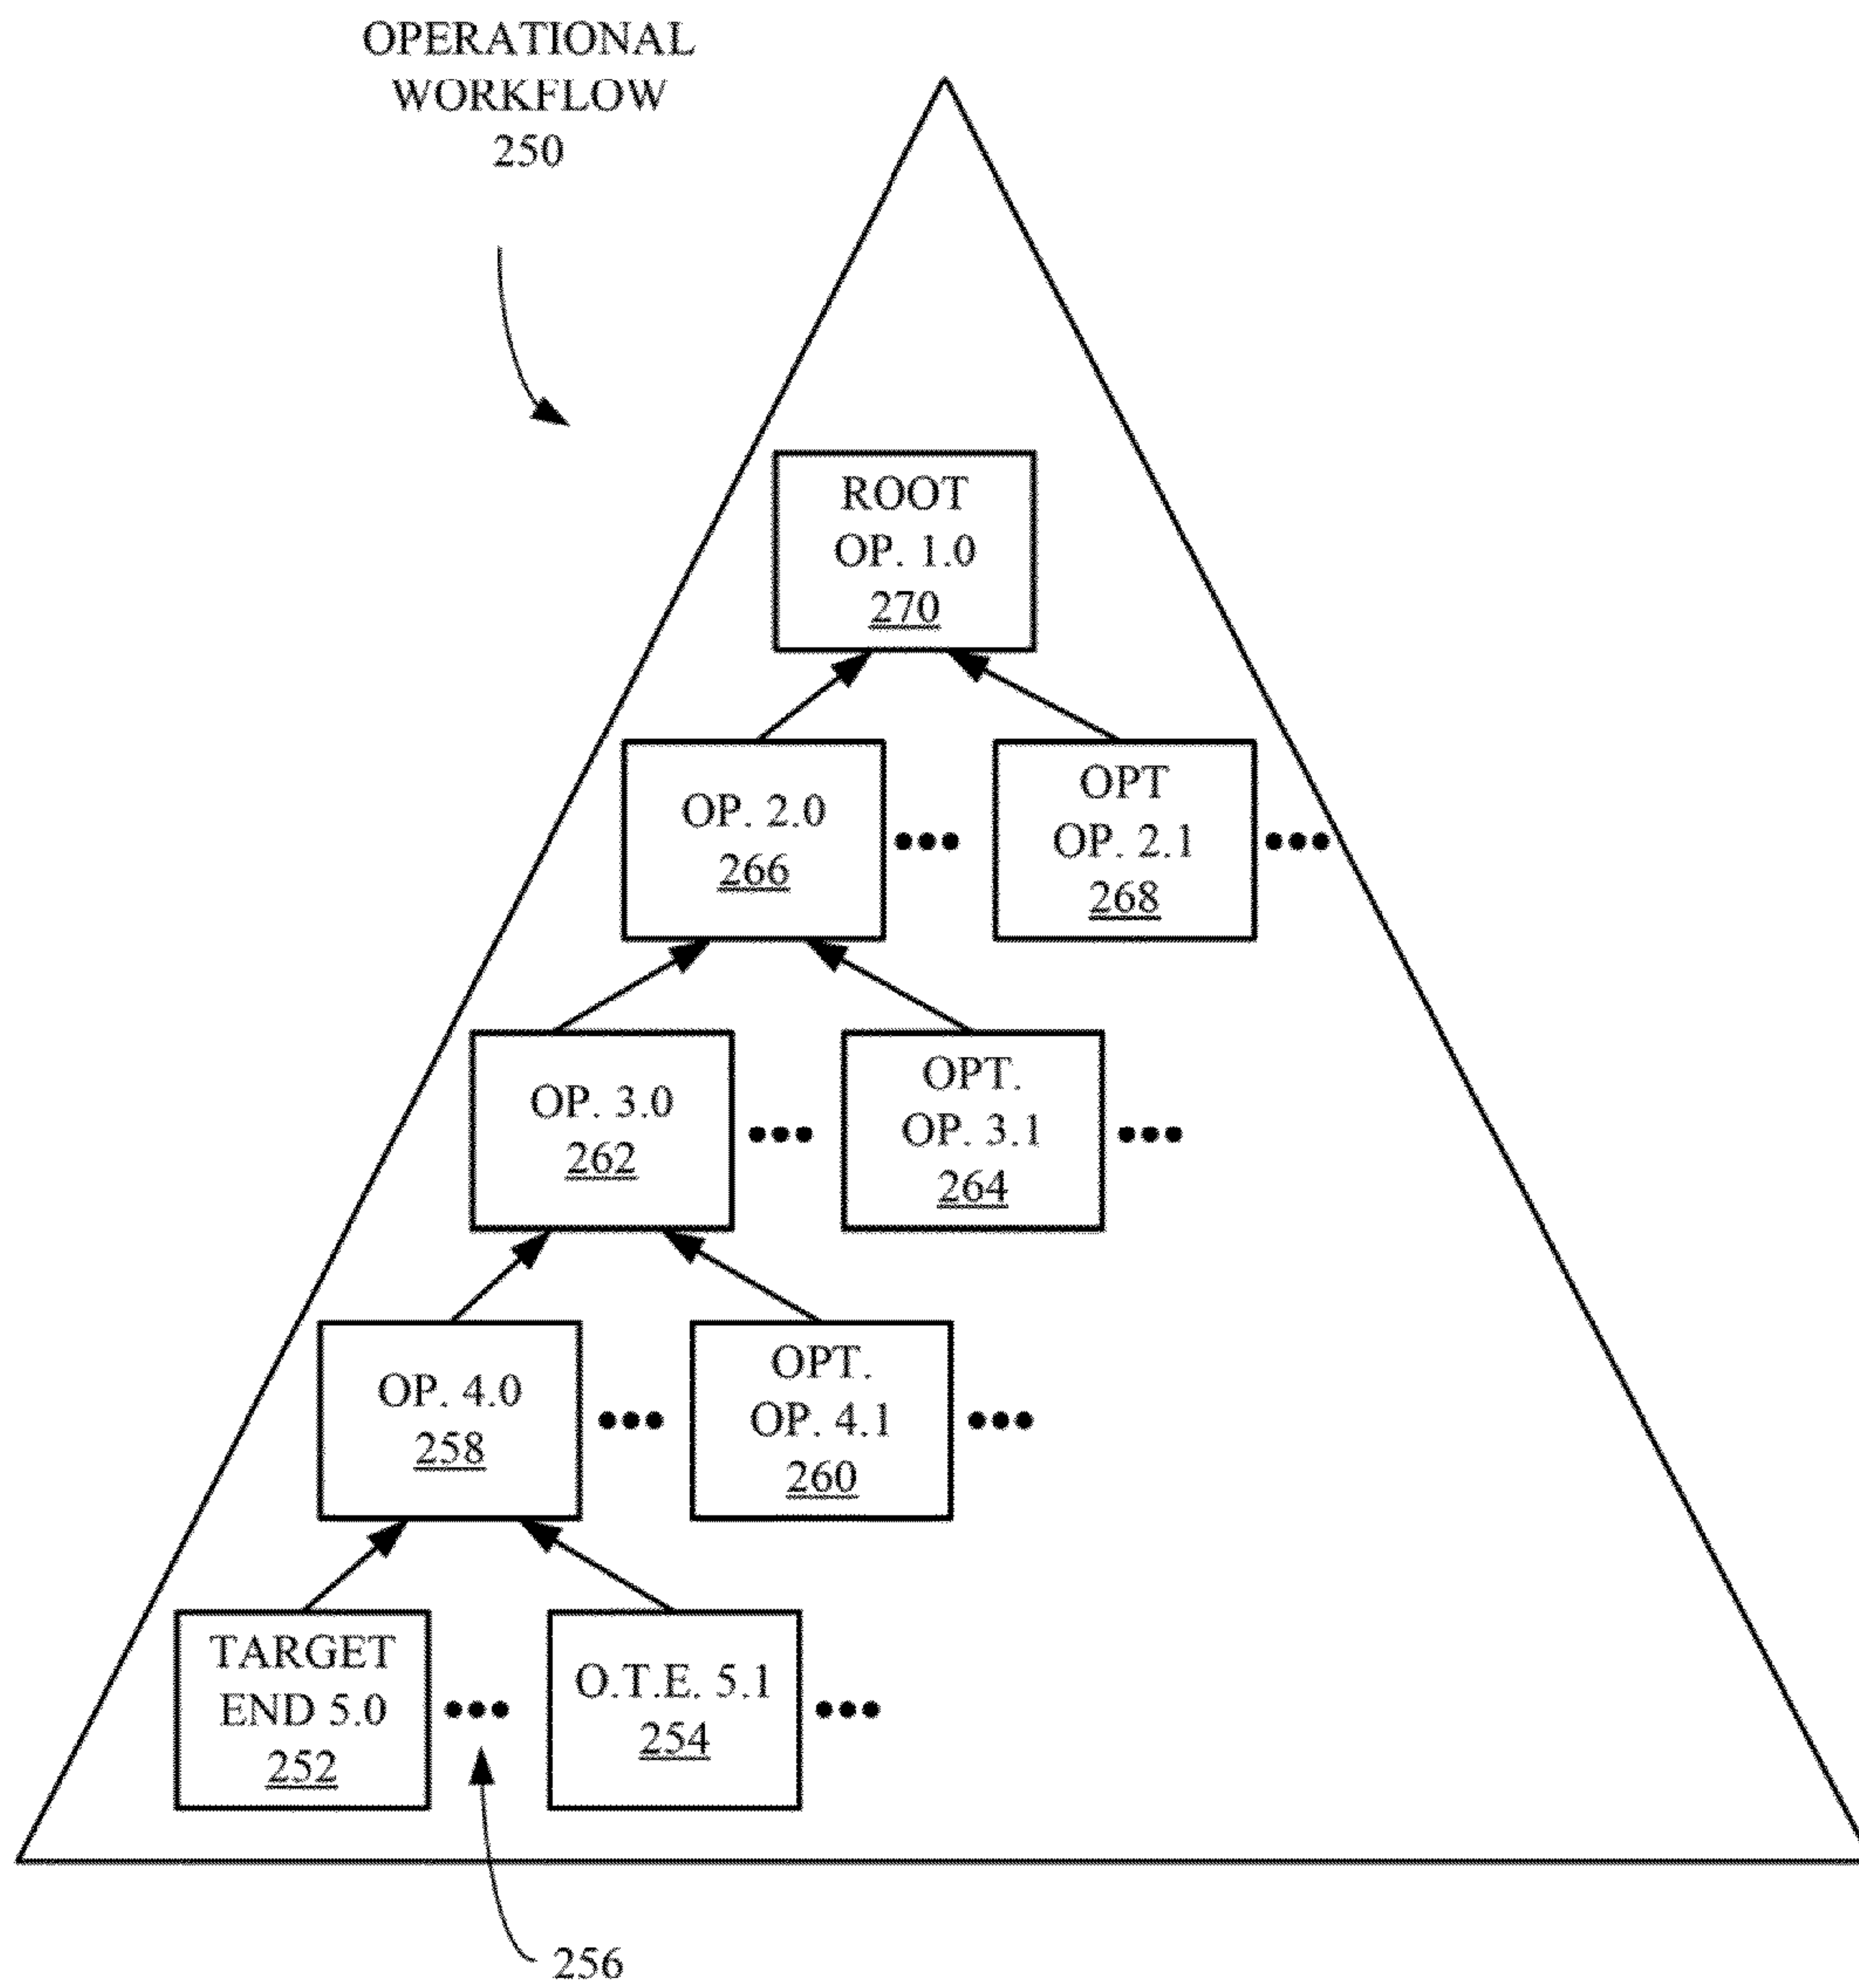 OPERATIONAL
WORKFLOW
250
ROOT
OP. 1.0
270
OP. 2.0
266
OPT
OP. 2.1
268
OP. 3.0
262
OPT.
OP. 3.1
264
OP. 4.0
258
OPT.
OP. 4.1
260
TARGET
END 5.0
252
O.T.E. 5.1
254
256